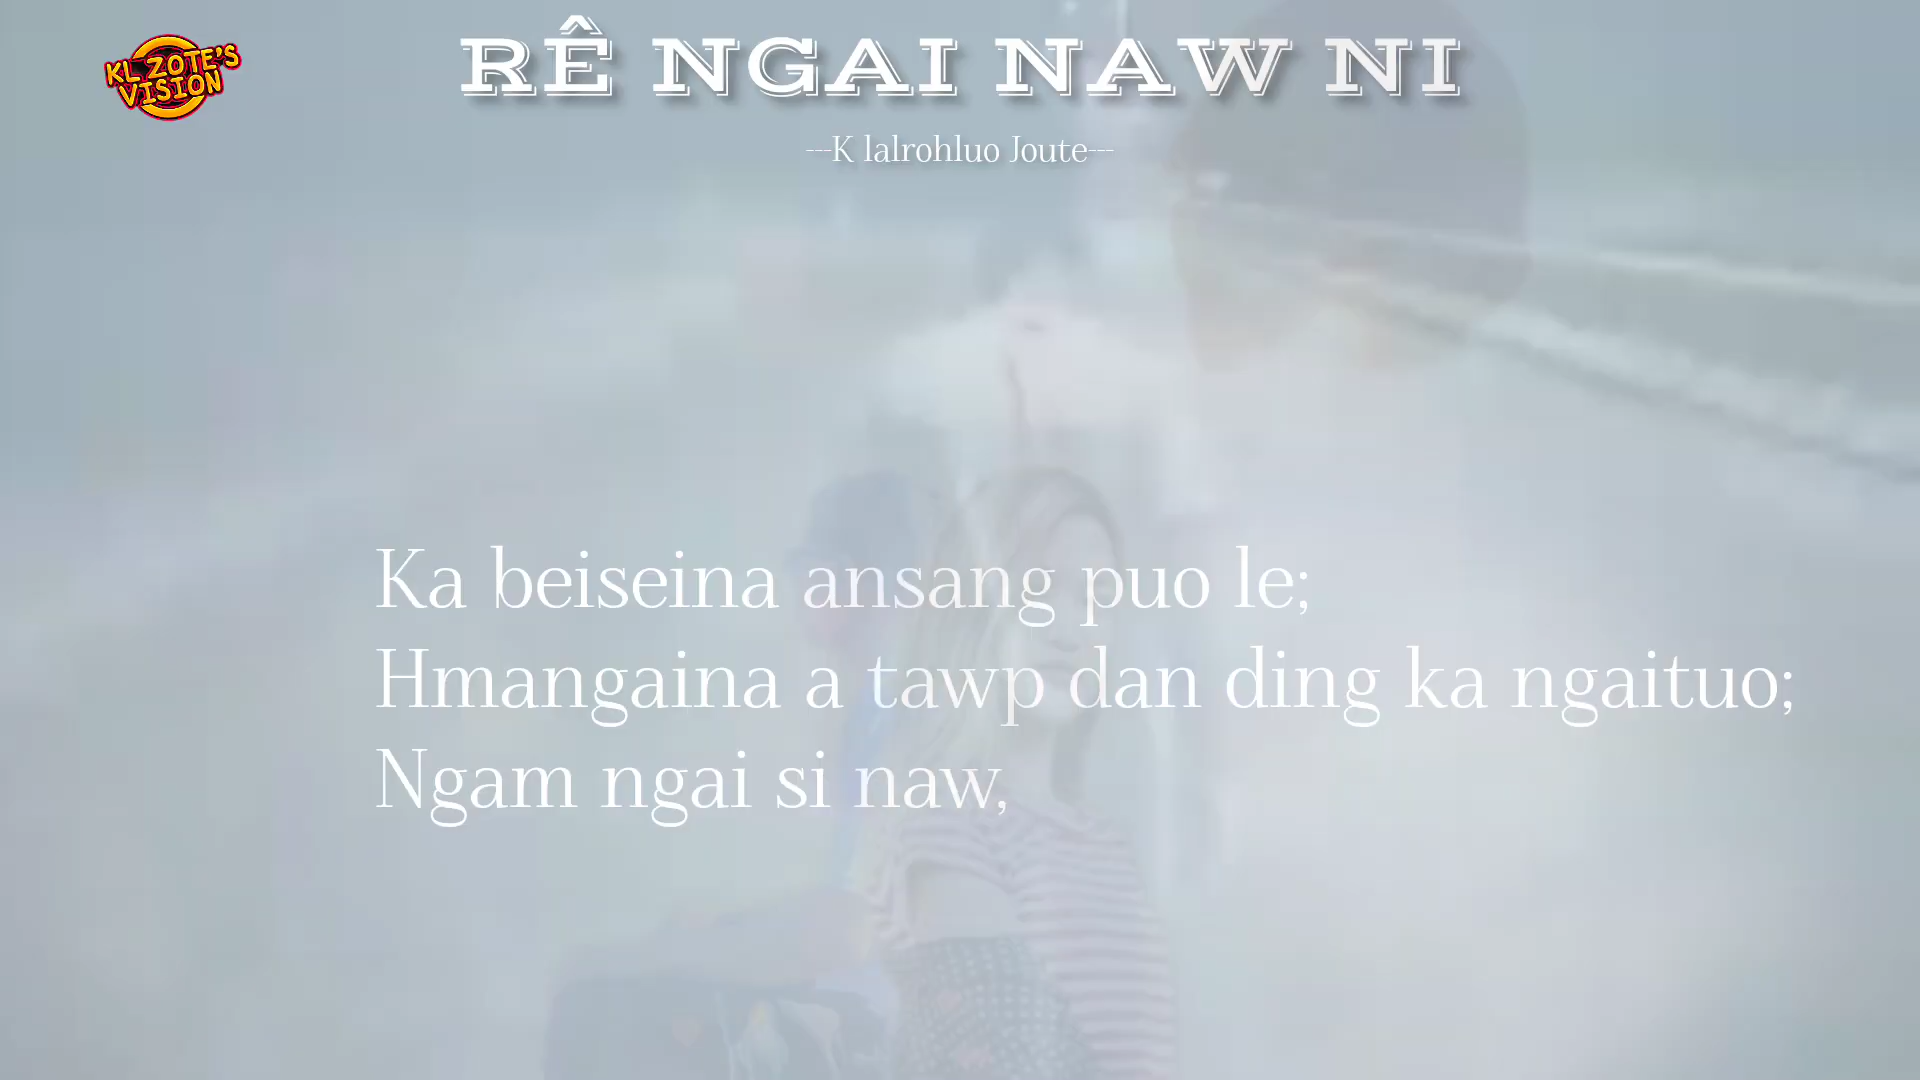 KL ZOTE'S
VISION
RÊ NGAI NAW NI
---K lalrohluo Joute---
Ka beiseina ansang puo le;
Hmangaina a tawp dan ding ka ngaituo;
Ngam ngai si naw,